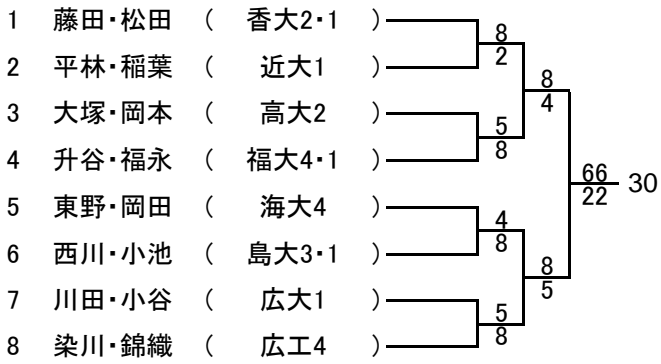 1 藤田・松田 ( 香大2・1 )
8
2
2 平林・稲葉 ( 近大1 )
8
4
3 大塚・岡本 ( 高大2 )
5
8
4 升谷・福永 ( 福大4・1 )
66
22 30
5 東野・岡田 ( 海大4 )
4
8
6 西川・小池 ( 島大3・1 )
8
5
7 川田・小谷 ( 広大1 )
5
8
8 染川・錦織 ( 広工4 )